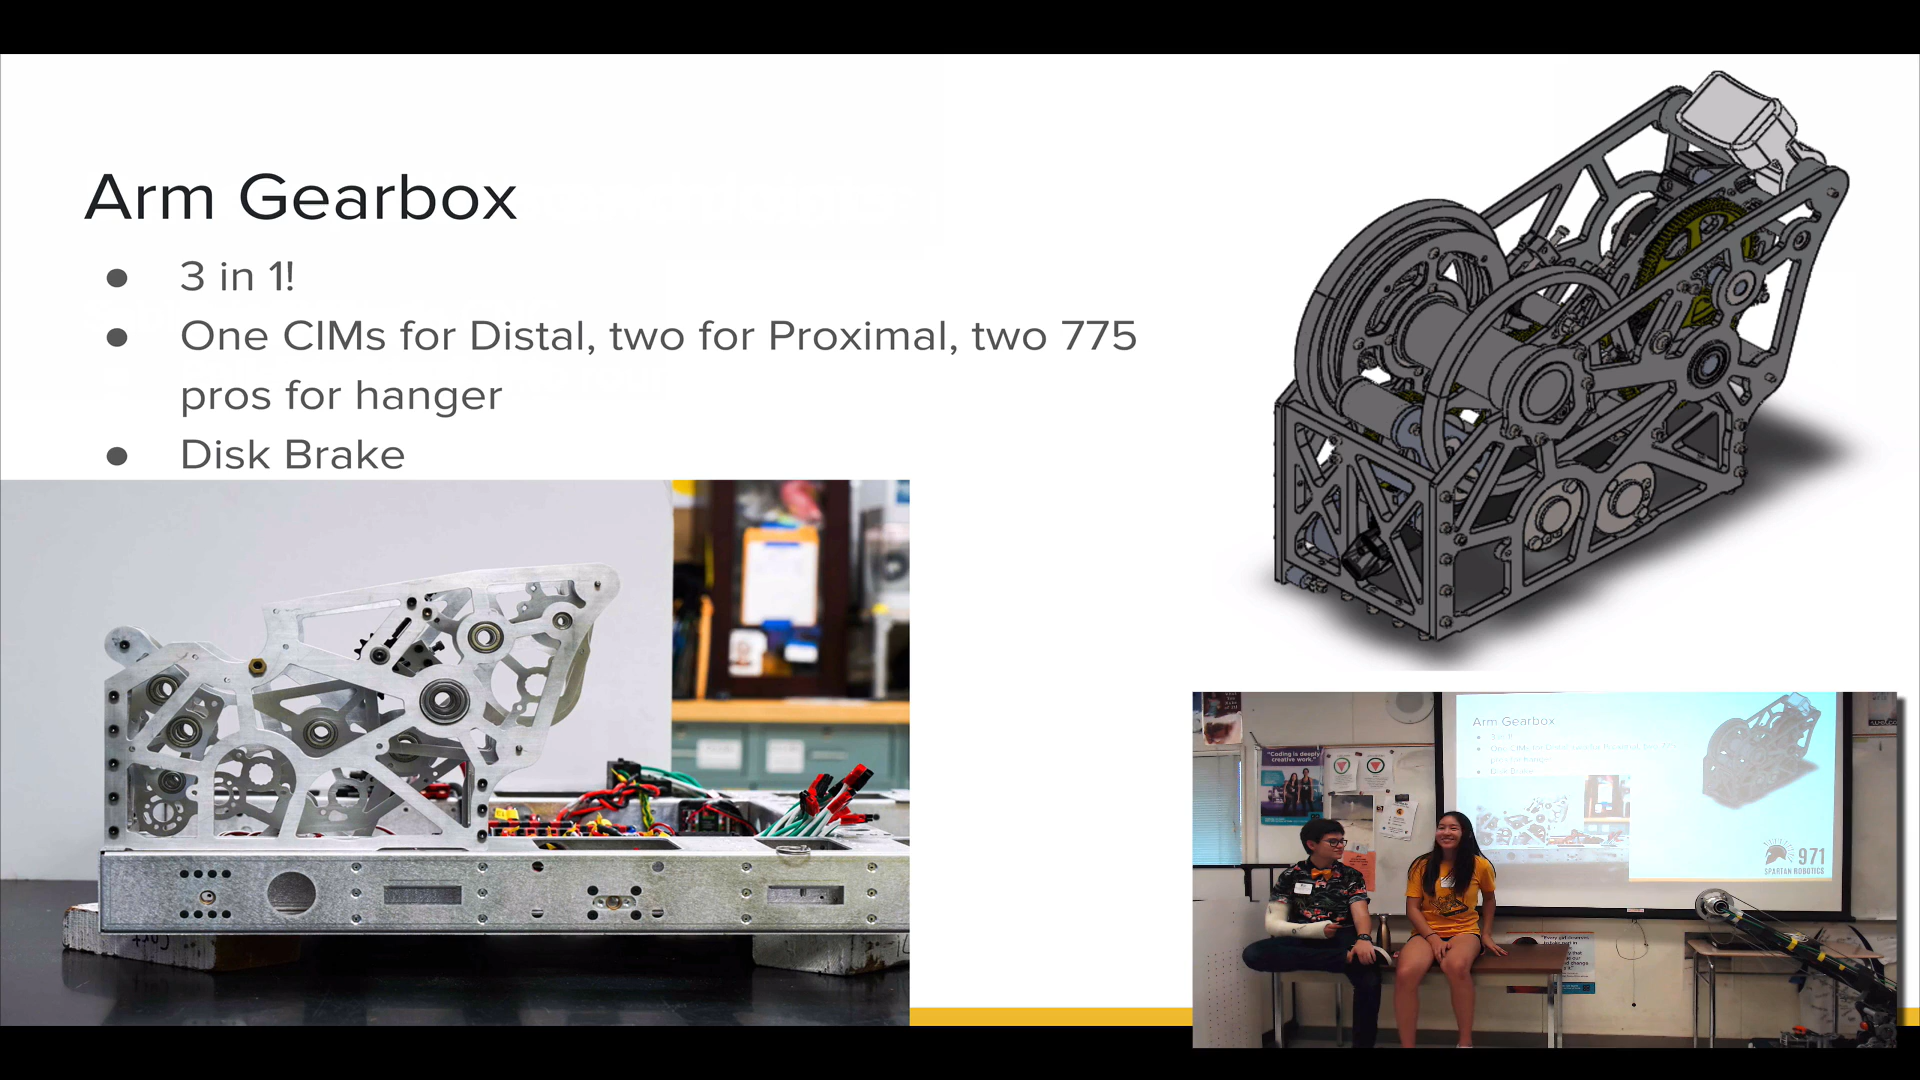 Arm Gearbox
● 3 in 1!
● One CIMs for Distal, two for Proximal, two 775
pros for hanger
● Disk Brake
"Coding is deeply
creative work."
Arm Gearbox
971
SPARTAN ROBOTICS